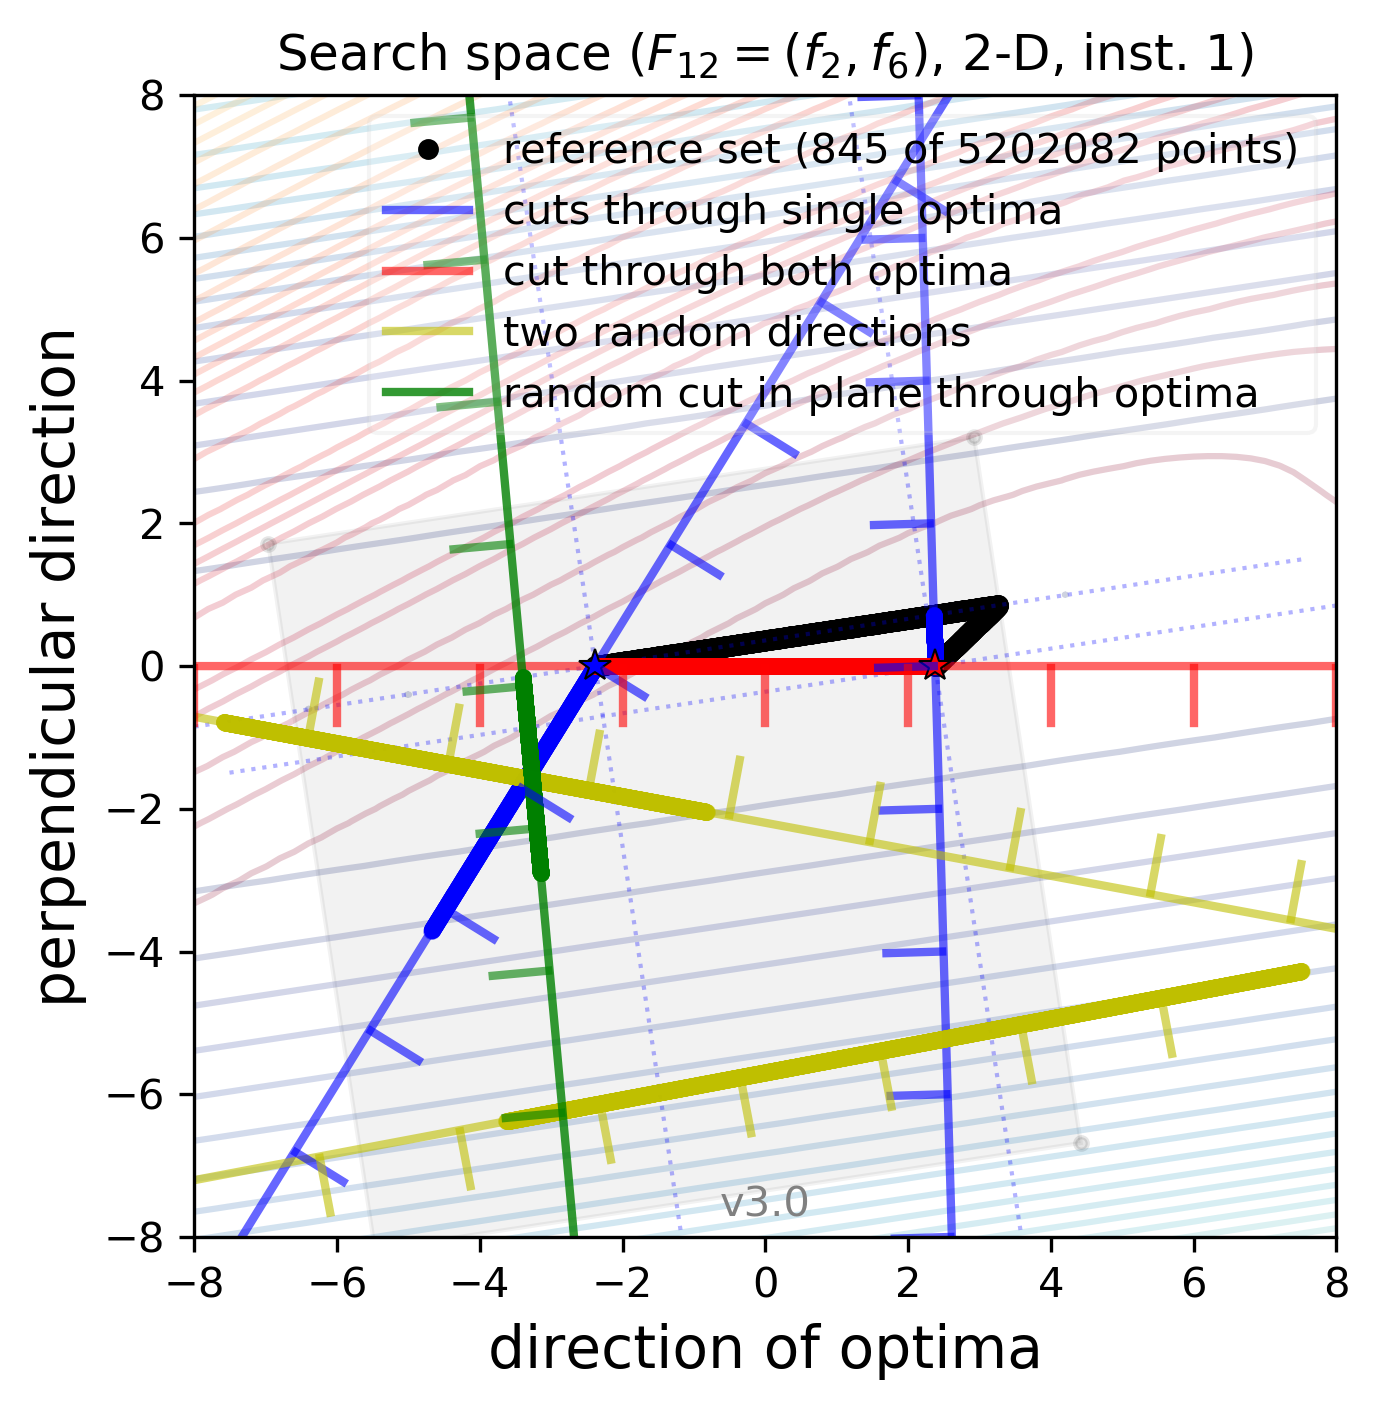 Search space (F₁₂ = (f₂, f₆), 2-D, inst. 1)
reference set (845 of 5202082 points)
cuts through single optima
cut through both optima
two random directions
random cut in plane through optima
8
6
4
2
0
−2
−4
−6
−8
perpendicular direction
v3.0
−8 −6 −4 −2 0 2 4 6 8
direction of optima